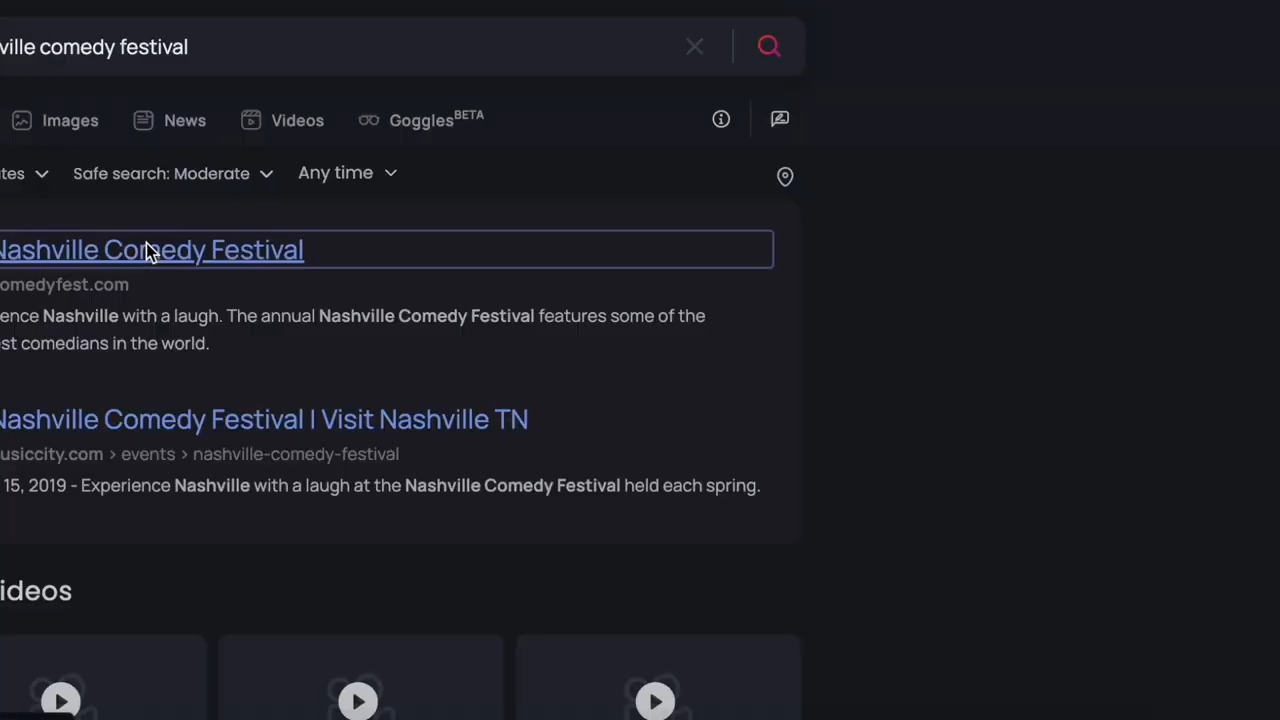 ville comedy festival
Images News Videos Goggles BETA
tes Safe search: Moderate Any time
Nashville Comedy Festival
omedyfest.com
ence Nashville with a laugh. The annual Nashville Comedy Festival features some of the
st comedians in the world.
Nashville Comedy Festival | Visit Nashville TN
usiccity.com › events › nashville-comedy-festival
15, 2019 - Experience Nashville with a laugh at the Nashville Comedy Festival held each spring.
ideos